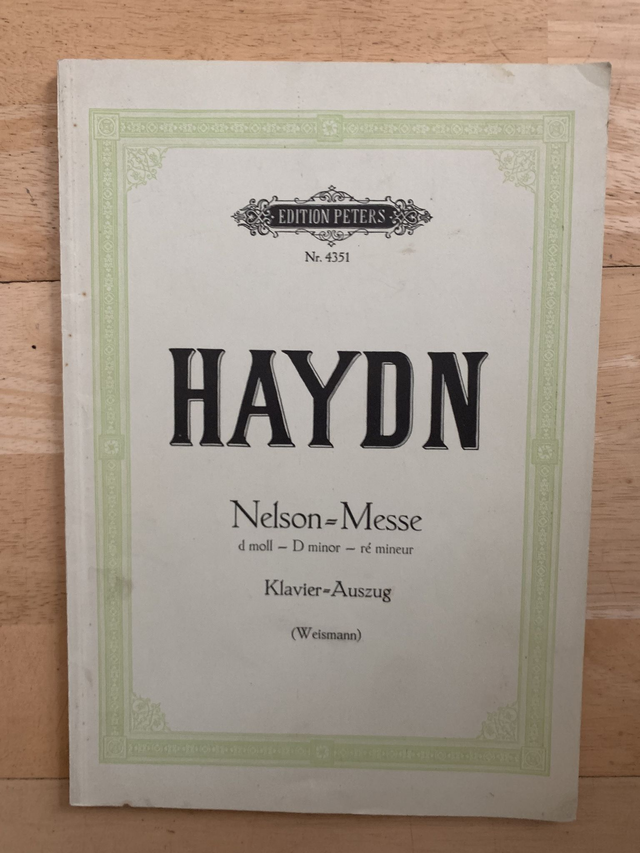 EDITION PETERS
Nr. 4351
HAYDN
Nelson=Messe
d moll – D minor – ré mineur
Klavier=Auszug
(Weismann)